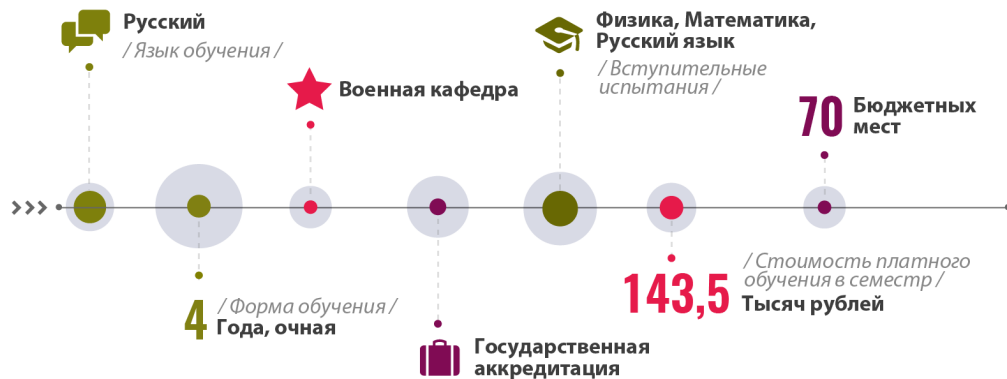 Русский
/ Язык обучения /
4
/ Форма обучения /
Года, очная
Военная кафедра
Государственная
аккредитация
Физика, Математика,
Русский язык
/ Вступительные
испытания /
143,5
/ Стоимость платного
обучения в семестр /
Тысяч рублей
70
Бюджетных
мест